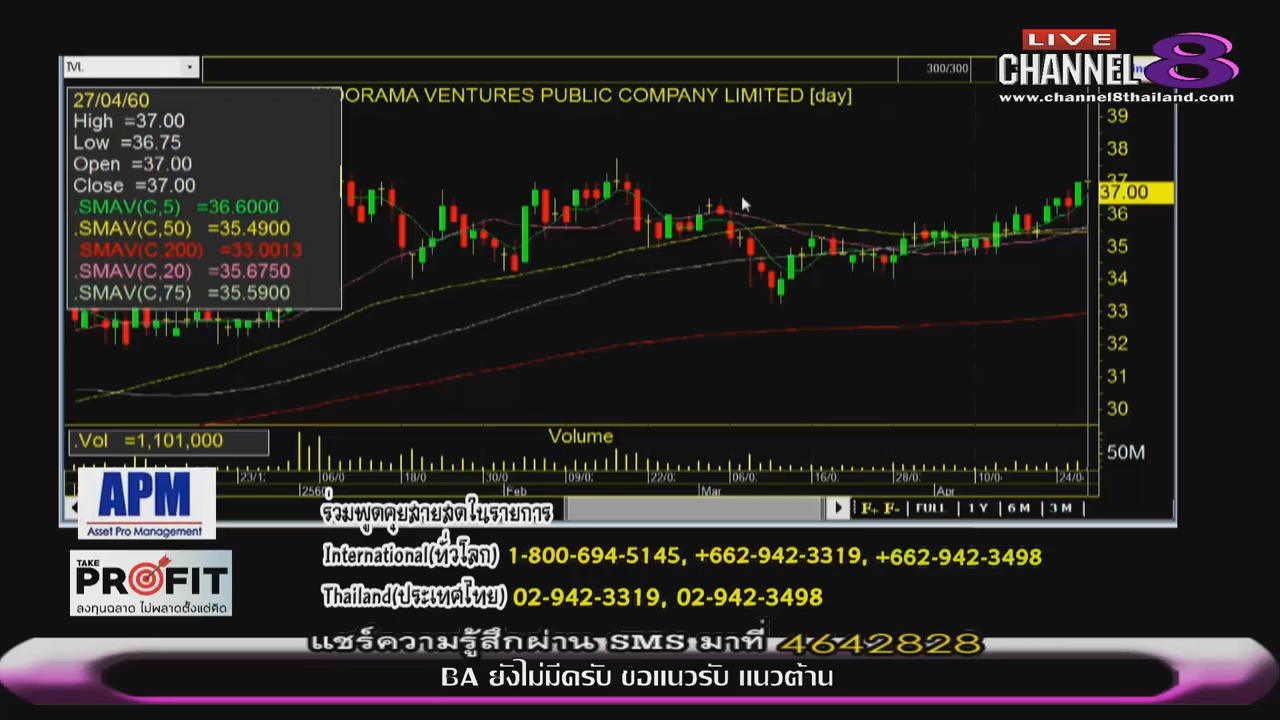 LIVE
CHANNEL 8
www.channel8thailand.com
IVL
300/300
27/04/60
High =37.00
Low =36.75
Open =37.00
Close =37.00
.SMAV(C,5) =36.6000
.SMAV(C,50) =35.4900
.SMAV(C,200) =33.0013
.SMAV(C,20) =35.6750
.SMAV(C,75) =35.5900
ORAMA VENTURES PUBLIC COMPANY LIMITED [day]
39
38
37
37.00
36
35
34
33
32
31
30
.Vol =1,101,000
Volume
50M
23/1 06/0 18/0 30/0 09/0 22/0 06/0 16/0 28/0 10/0 24/0
2560 Feb Mar Apr
F+ F- FULL 1 Y 6 M 3 M
APM
Asset Pro Management
ร่วมพูดคุยสายสดในรายการ
International(ทั่วโลก) 1-800-694-5145, +662-942-3319, +662-942-3498
TAKE
PROFIT
ลงทุนฉลาด ไม่พลาดตั้งแต่คิด
Thailand(ประเทศไทย) 02-942-3319, 02-942-3498
แชร์ความรู้สึกผ่าน SMS มาที่ 4642828
BA ยังไม่มีครับ ขอแนวรับ แนวต้าน